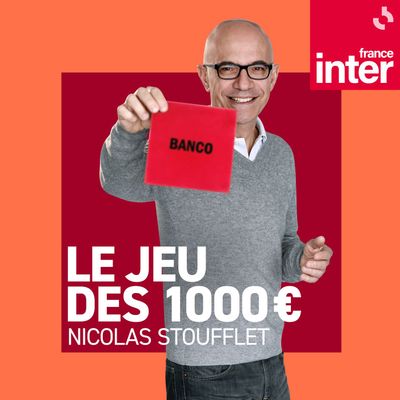 france
inter
BANCO
LE JEU
DES 1000 €
NICOLAS STOUFFLET